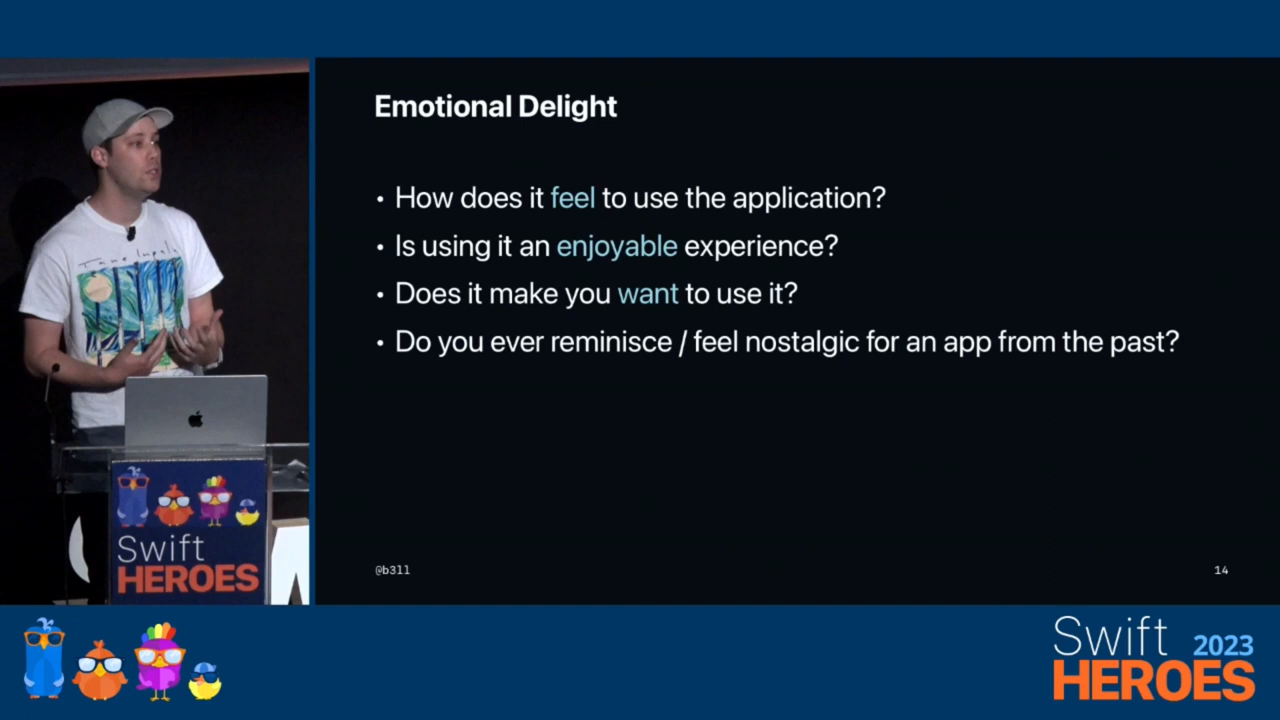 Emotional Delight
• How does it feel to use the application?
• Is using it an enjoyable experience?
• Does it make you want to use it?
• Do you ever reminisce / feel nostalgic for an app from the past?
@b3ll
14
Tame Impala
Swift
HEROES
Swift 2023
HEROES